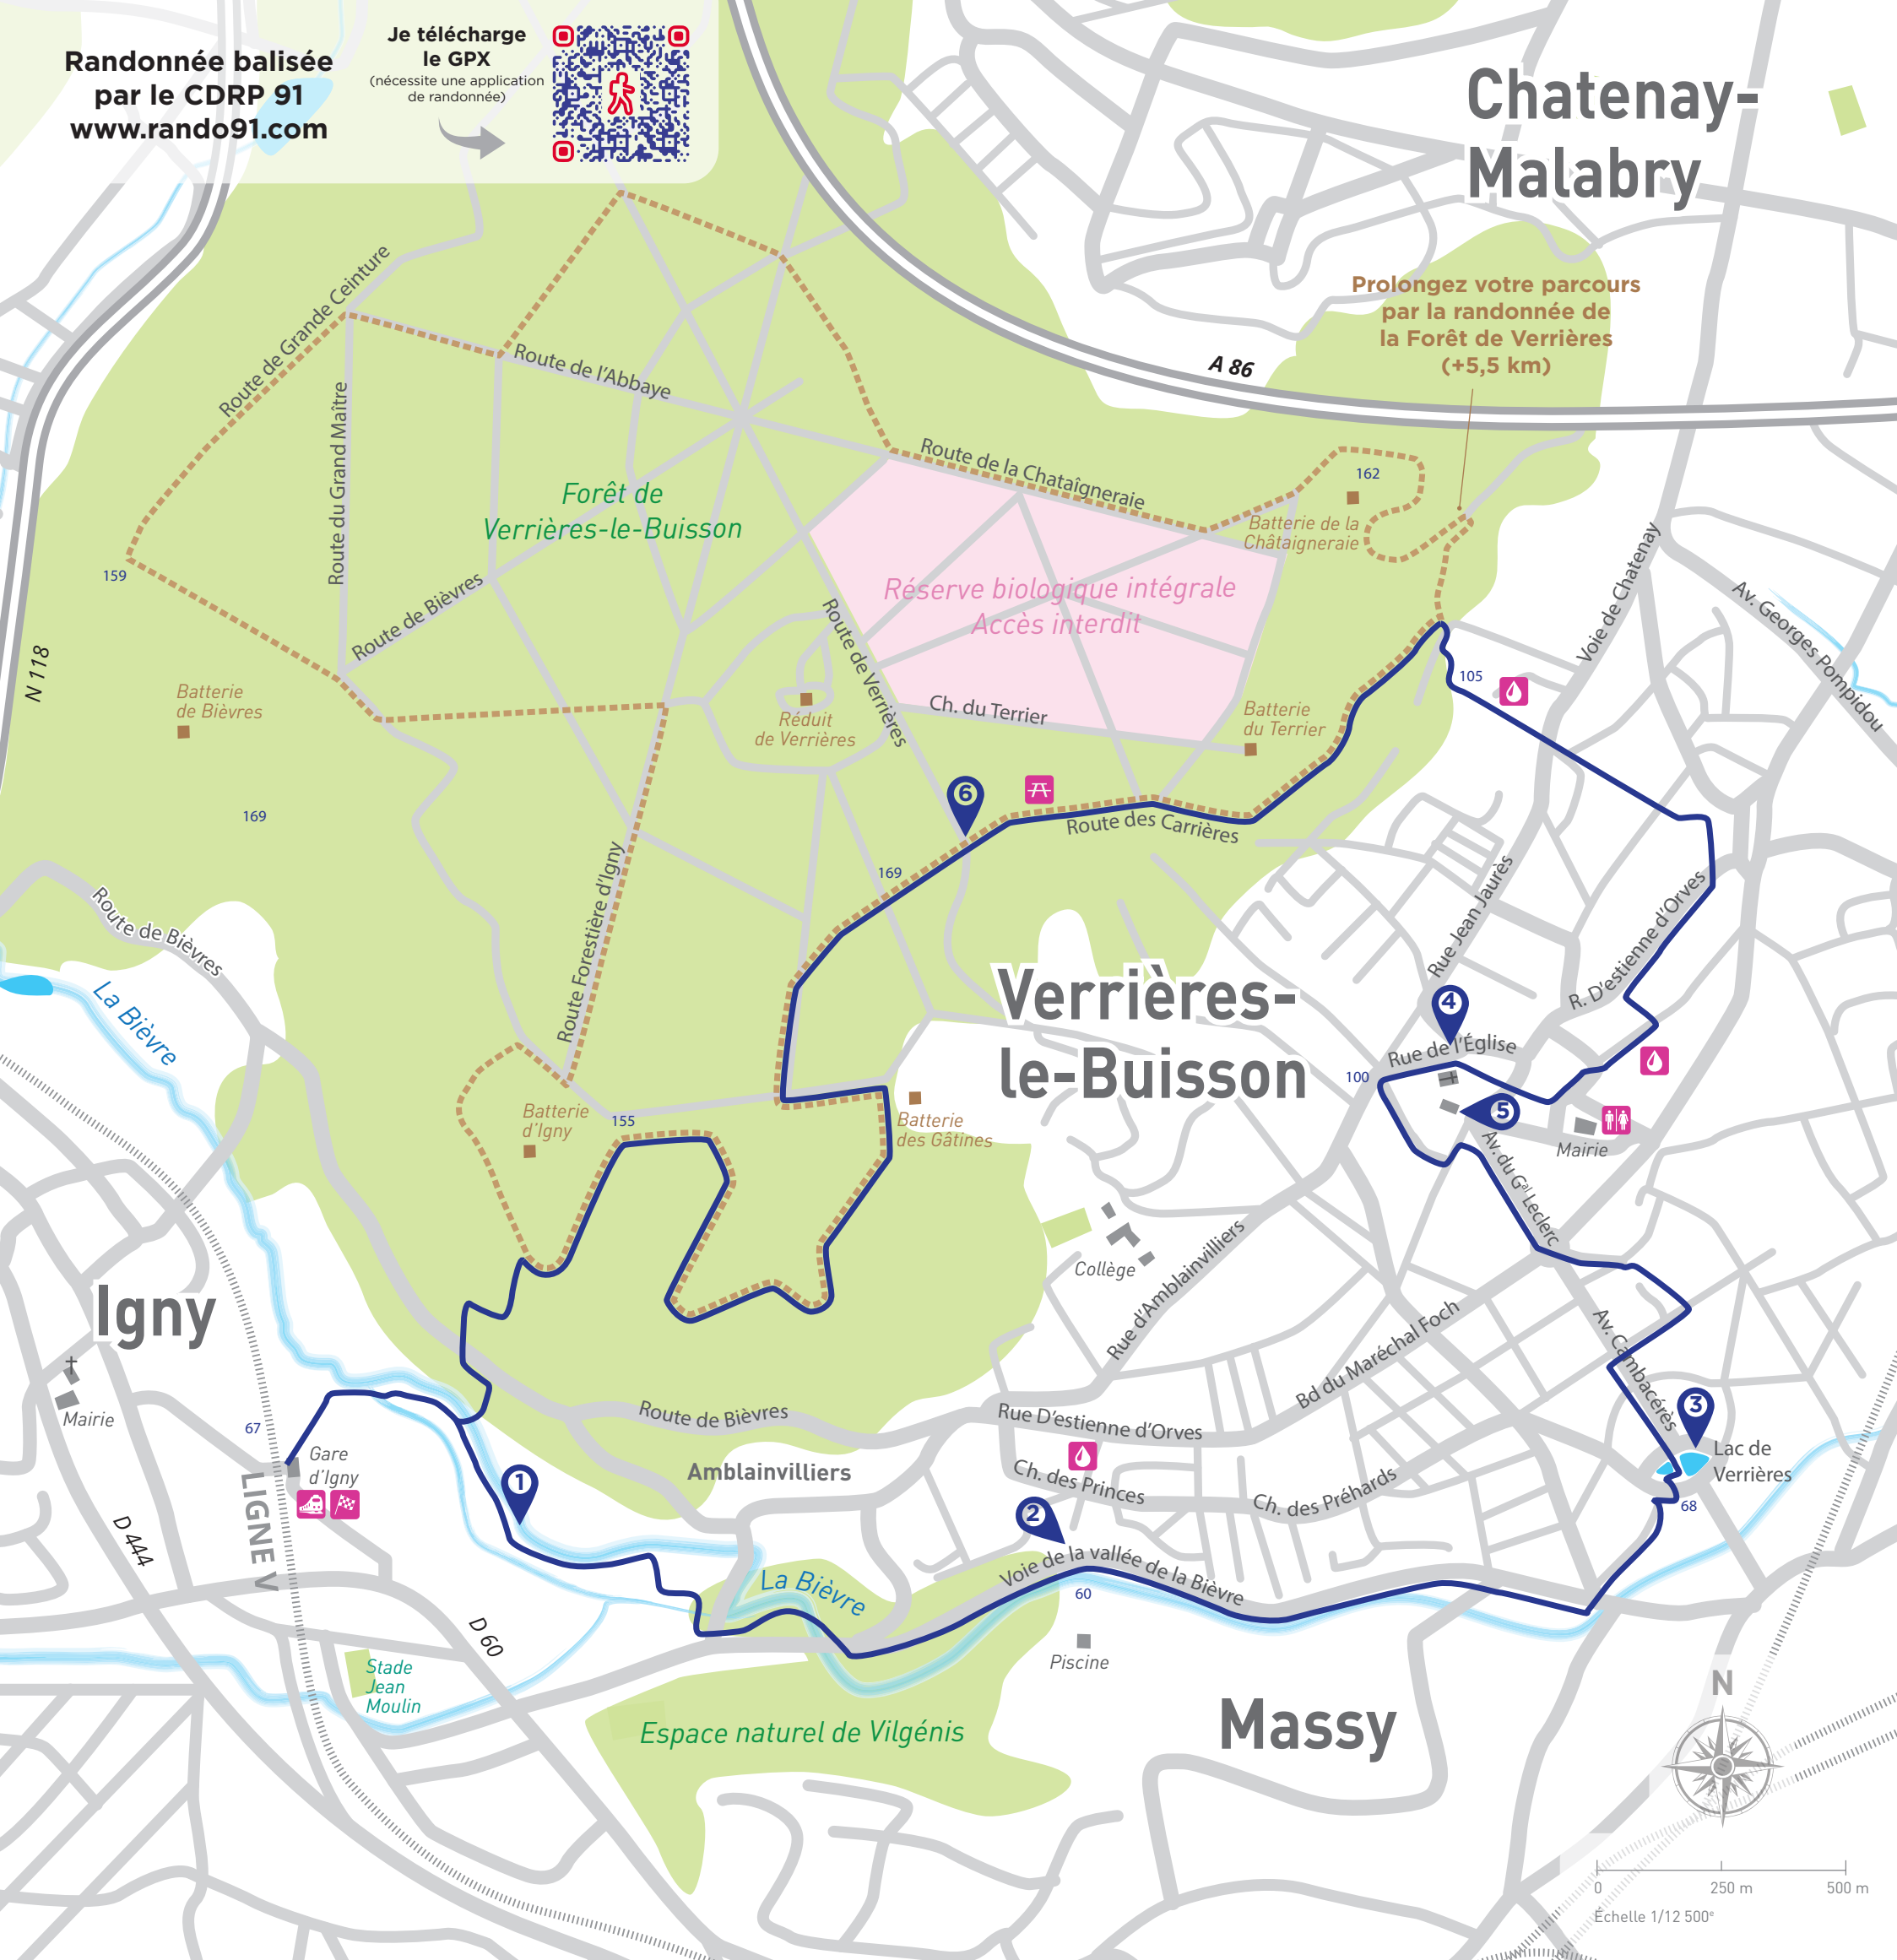 Randonnée balisée
par le CDRP 91
www.rando91.com
Je télécharge
le GPX
(nécessite une application
de randonnée)
Chatenay-
Malabry
Prolongez votre parcours
par la randonnée de
la Forêt de Verrières
(+5,5 km)
A 86
Route de Grande Ceinture
Route de l'Abbaye
Route du Grand Maître
Route de la Chataîgneraie
162
Batterie de la
Châtaigneraie
Forêt de
Verrières-le-Buisson
159
Route de Bièvres
Réserve biologique intégrale
Accès interdit
Voie de Chatenay
Av. Georges Pompidou
N 118
Batterie
de Bièvres
Route de Verrières
Réduit
de Verrières
Ch. du Terrier
Batterie
du Terrier
105
169
6
Route des Carrières
169
Route de Bièvres
Route Forestière d'Igny
Rue Jean Jaurès
R. D'estienne d'Orves
La Bièvre
Verrières-
le-Buisson
4
Rue de l'Église
100
5
Mairie
Av. du Gal Leclerc
Batterie
d'Igny
155
Batterie
des Gâtines
Collège
Rue d'Amblainvilliers
Igny
Mairie
Bd du Maréchal Foch
Av. Cambacérès
3
Lac de
Verrières
68
67
Gare
d'Igny
LIGNE V
D 444
Route de Bièvres
Amblainvilliers
Rue D'estienne d'Orves
Ch. des Princes
Ch. des Préhards
1
2
Voie de la vallée de la Bièvre
La Bièvre
60
Piscine
D 60
Stade
Jean
Moulin
Espace naturel de Vilgénis
Massy
N
0
250 m
500 m
Échelle 1/12 500e